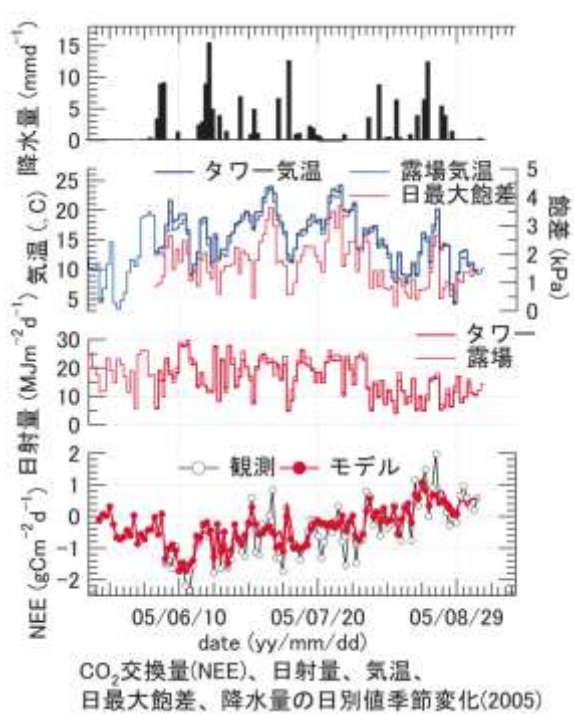 降水量 (mmd⁻¹)
15
10
5
0
タワー気温
露場気温
日最大飽差
気温 (。C)
25
20
15
10
5
飽差 (kPa)
5
4
3
2
1
0
日射量 (MJm⁻²d⁻¹)
30
20
10
0
タワー
露場
NEE (gCm⁻²d⁻¹)
2
1
0
-1
-2
観測
モデル
05/06/10
05/07/20
05/08/29
date (yy/mm/dd)
CO₂交換量(NEE)、日射量、気温、
日最大飽差、降水量の日別値季節変化(2005)